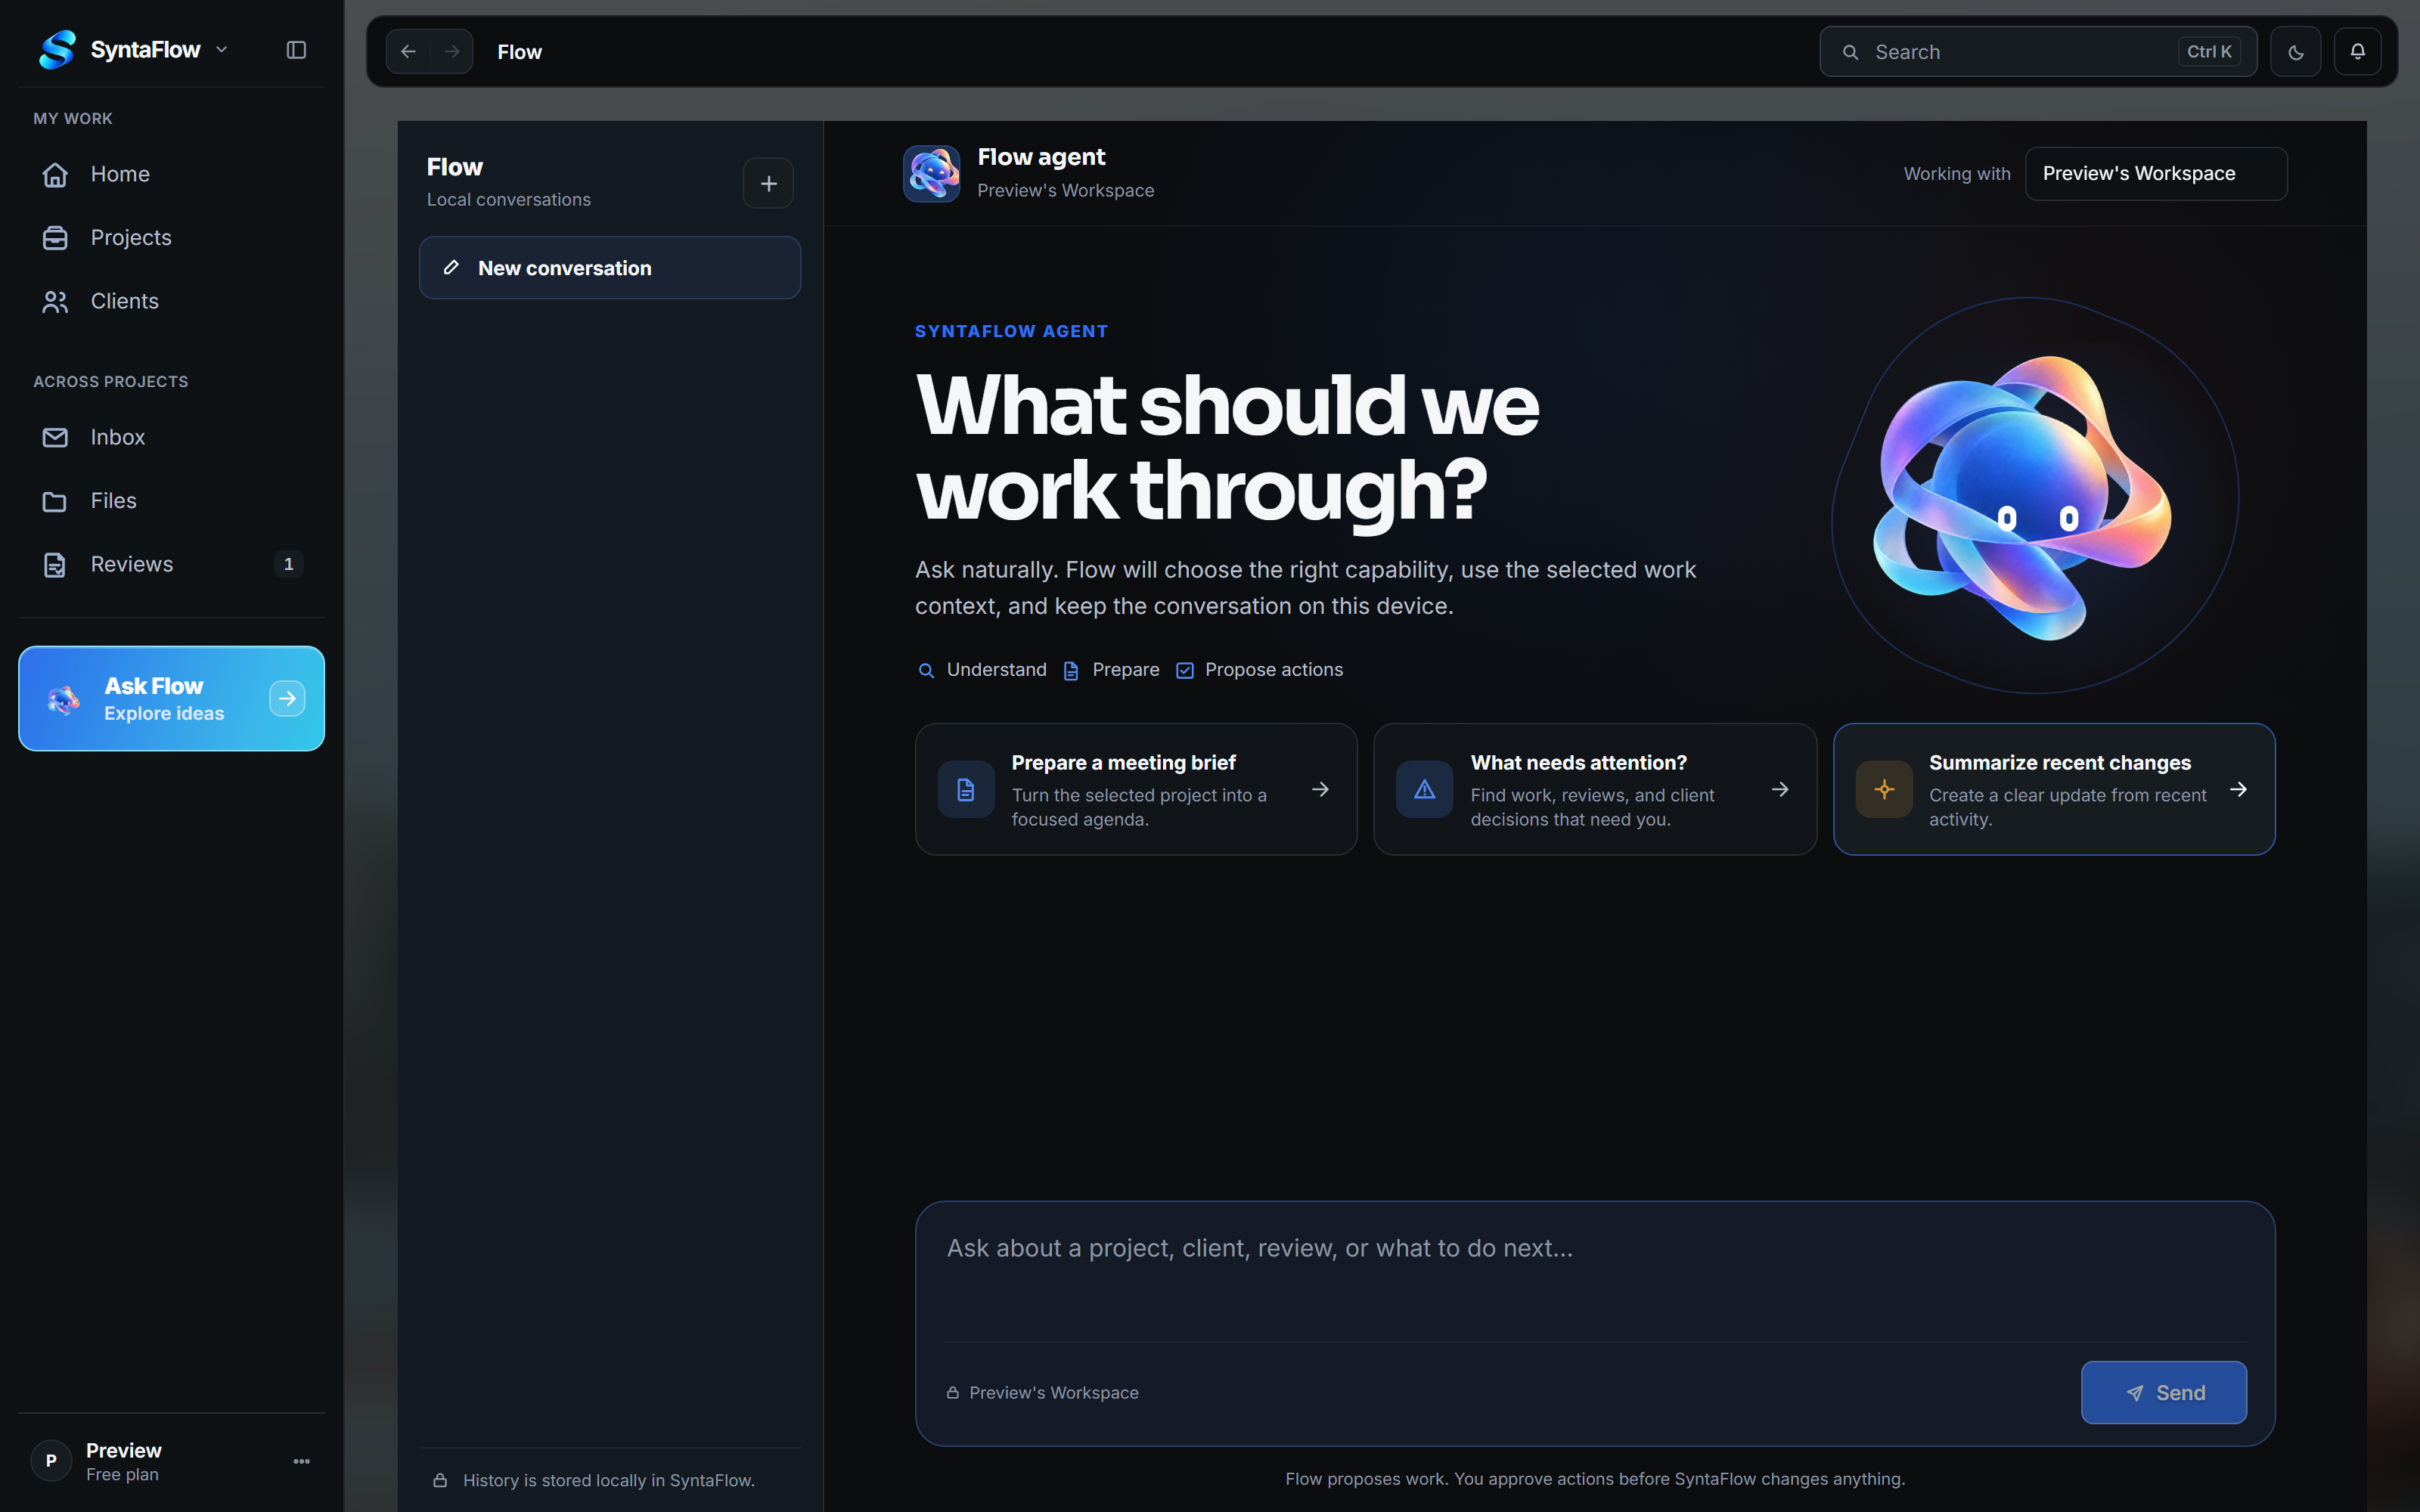 SyntaFlow
MY WORK
Home
Projects
Clients
ACROSS PROJECTS
Inbox
Files
Reviews
1
Ask Flow
Explore ideas
P
Preview
Free plan
Flow
Search
Ctrl K
Flow
Local conversations
New conversation
History is stored locally in SyntaFlow.
Flow agent
Preview's Workspace
Working with
Preview's Workspace
SYNTAFLOW AGENT
What should we
work through?
Ask naturally. Flow will choose the right capability, use the selected work
context, and keep the conversation on this device.
Understand
Prepare
Propose actions
Prepare a meeting brief
Turn the selected project into a
focused agenda.
What needs attention?
Find work, reviews, and client
decisions that need you.
Summarize recent changes
Create a clear update from recent
activity.
Ask about a project, client, review, or what to do next...
Preview's Workspace
Send
Flow proposes work. You approve actions before SyntaFlow changes anything.